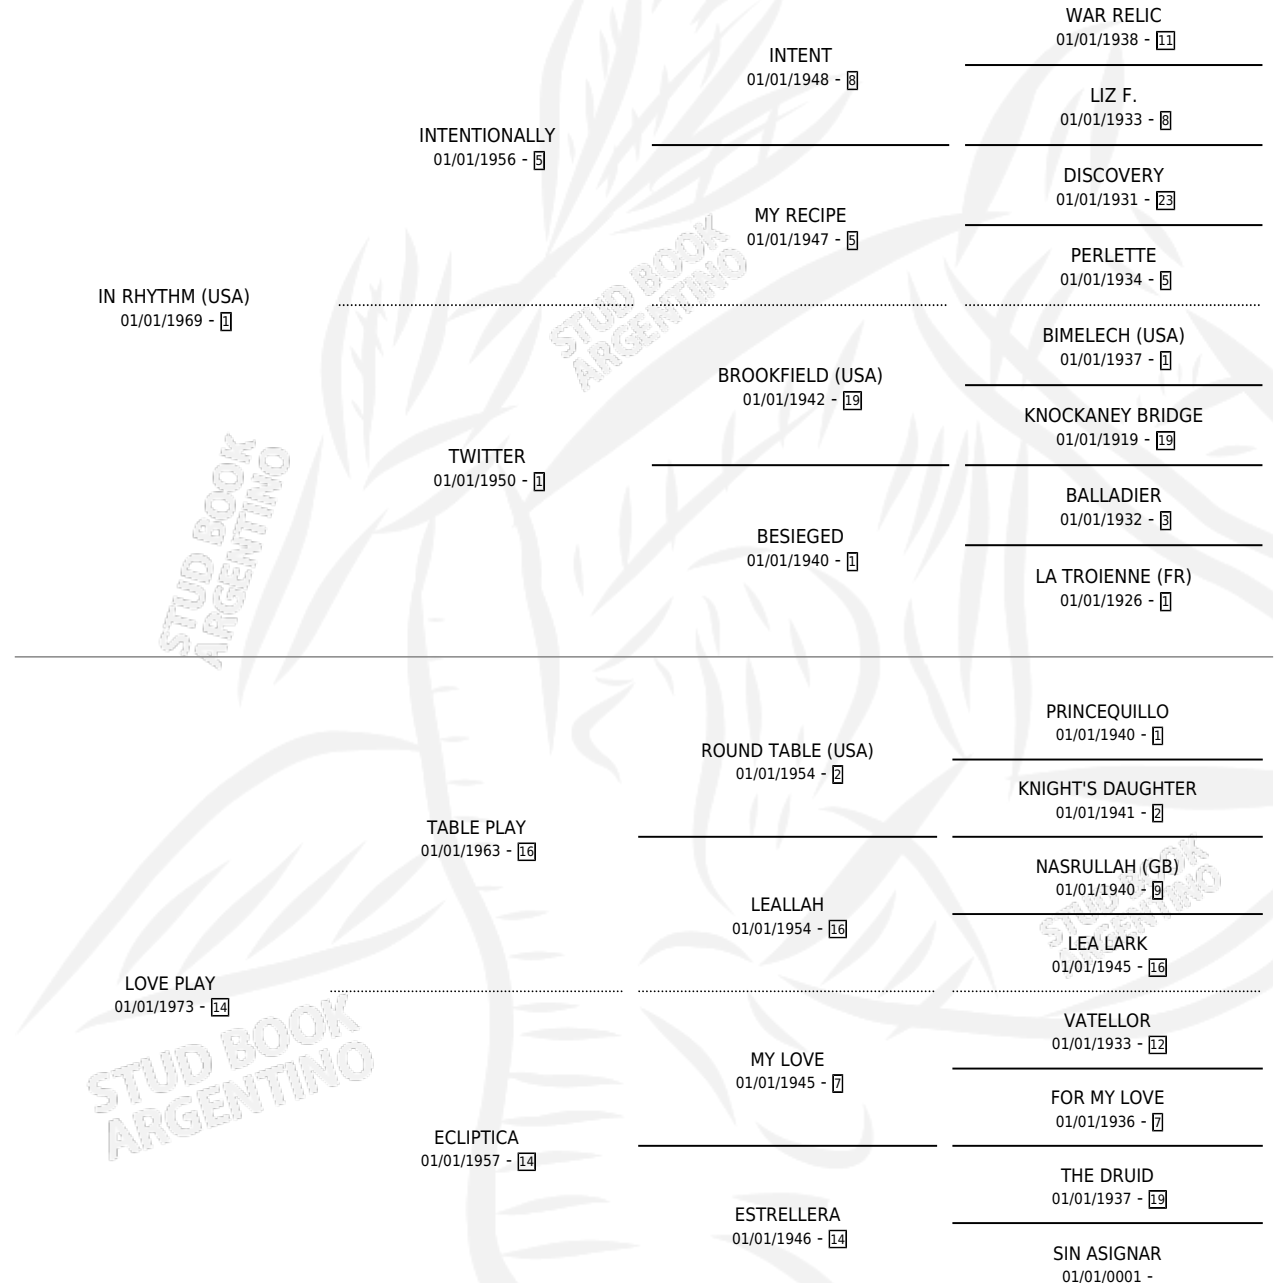 WAR RELIC
01/01/1938 - 11
INTENT
01/01/1948 - 8
LIZ F.
01/01/1933 - 8
INTENTIONALLY
01/01/1956 - 5
DISCOVERY
01/01/1931 - 23
MY RECIPE
01/01/1947 - 5
PERLETTE
01/01/1934 - 5
IN RHYTHM (USA)
01/01/1969 - 1
BIMELECH (USA)
01/01/1937 - 1
BROOKFIELD (USA)
01/01/1942 - 19
KNOCKANEY BRIDGE
01/01/1919 - 19
TWITTER
01/01/1950 - 1
BALLADIER
01/01/1932 - 3
BESIEGED
01/01/1940 - 1
LA TROIENNE (FR)
01/01/1926 - 1
STUD BOOK
ARGENTINO
STUD BOOK
ARGENTINO
PRINCEQUILLO
01/01/1940 - 1
ROUND TABLE (USA)
01/01/1954 - 2
KNIGHT'S DAUGHTER
01/01/1941 - 2
TABLE PLAY
01/01/1963 - 16
NASRULLAH (GB)
01/01/1940 - 9
LEALLAH
01/01/1954 - 16
LEA LARK
01/01/1945 - 16
LOVE PLAY
01/01/1973 - 14
VATELLOR
01/01/1933 - 12
MY LOVE
01/01/1945 - 7
FOR MY LOVE
01/01/1936 - 7
ECLIPTICA
01/01/1957 - 14
THE DRUID
01/01/1937 - 19
ESTRELLERA
01/01/1946 - 14
SIN ASIGNAR
01/01/0001 -
STUD BOOK
ARGENTINO
STUD BOOK
ARGENTINO